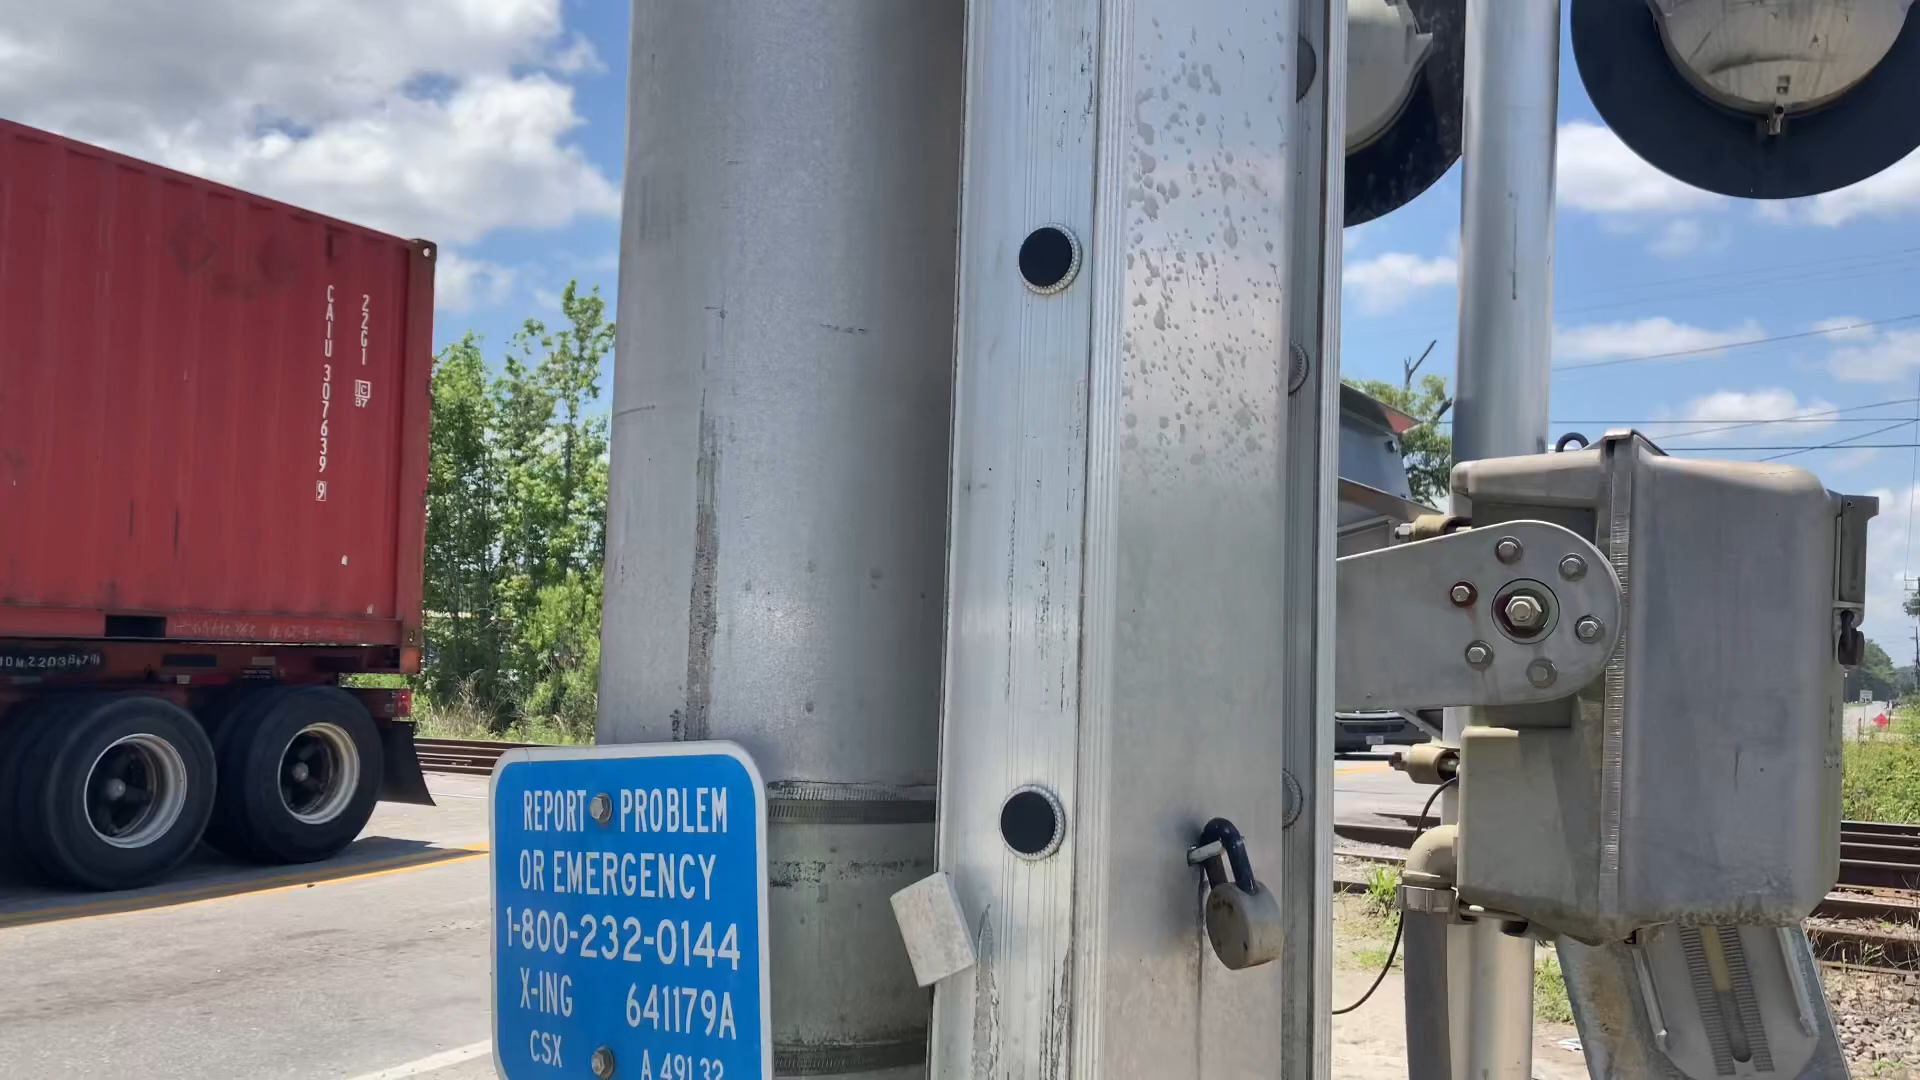 22G1
CAIU 307639 9
REPORT PROBLEM
OR EMERGENCY
1-800-232-0144
X-ING 641179A
CSX A 491.32